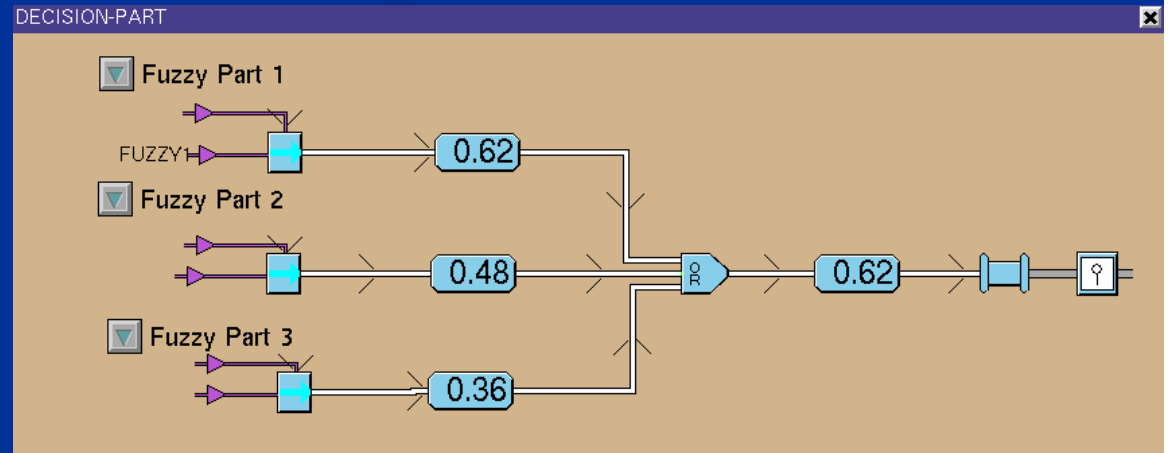 DECISION-PART
Fuzzy Part 1
FUZZY1
0.62
Fuzzy Part 2
0.48
OR
0.62
Fuzzy Part 3
0.36